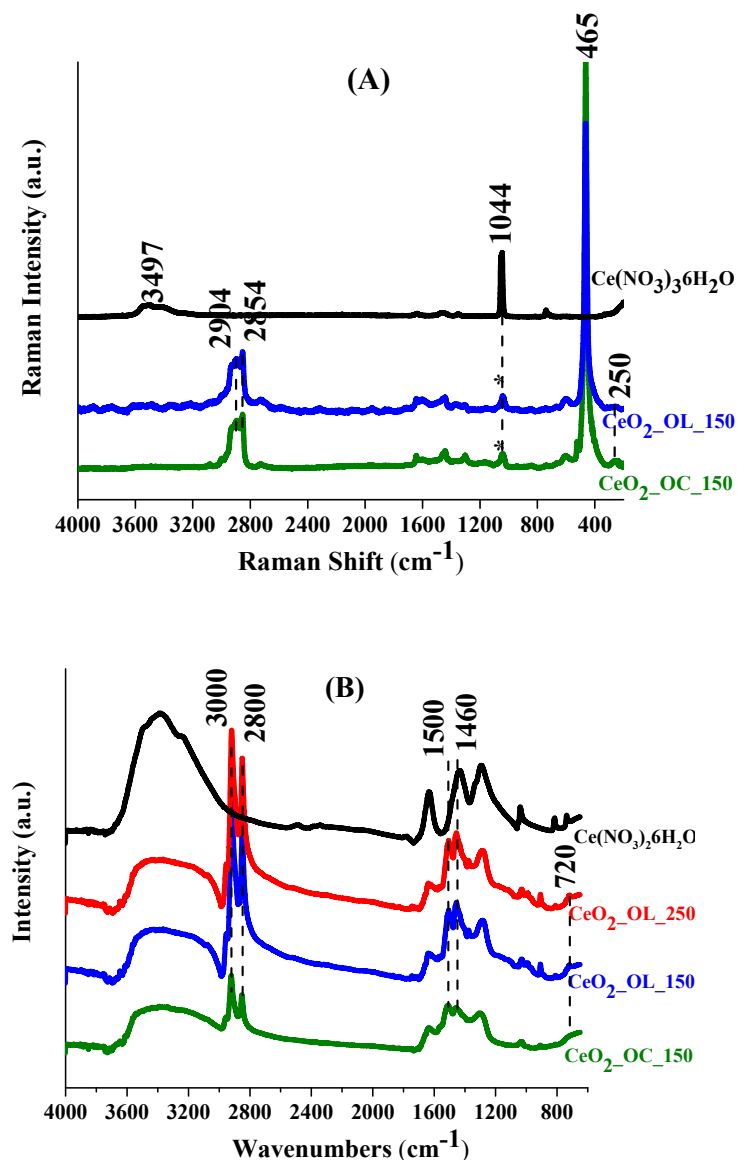 (A)
465
1044
3497
2904
2854
250
Ce(NO3)36H2O
CeO2_OL_150
CeO2_OC_150
Raman Intensity (a.u.)
*
*
4000 3600 3200 2800 2400 2000 1600 1200 800 400
Raman Shift (cm-1)
(B)
3000
2800
1500
1460
720
Ce(NO3)26H2O
CeO2_OL_250
CeO2_OL_150
CeO2_OC_150
Intensity (a.u.)
4000 3600 3200 2800 2400 2000 1600 1200 800
Wavenumbers (cm-1)